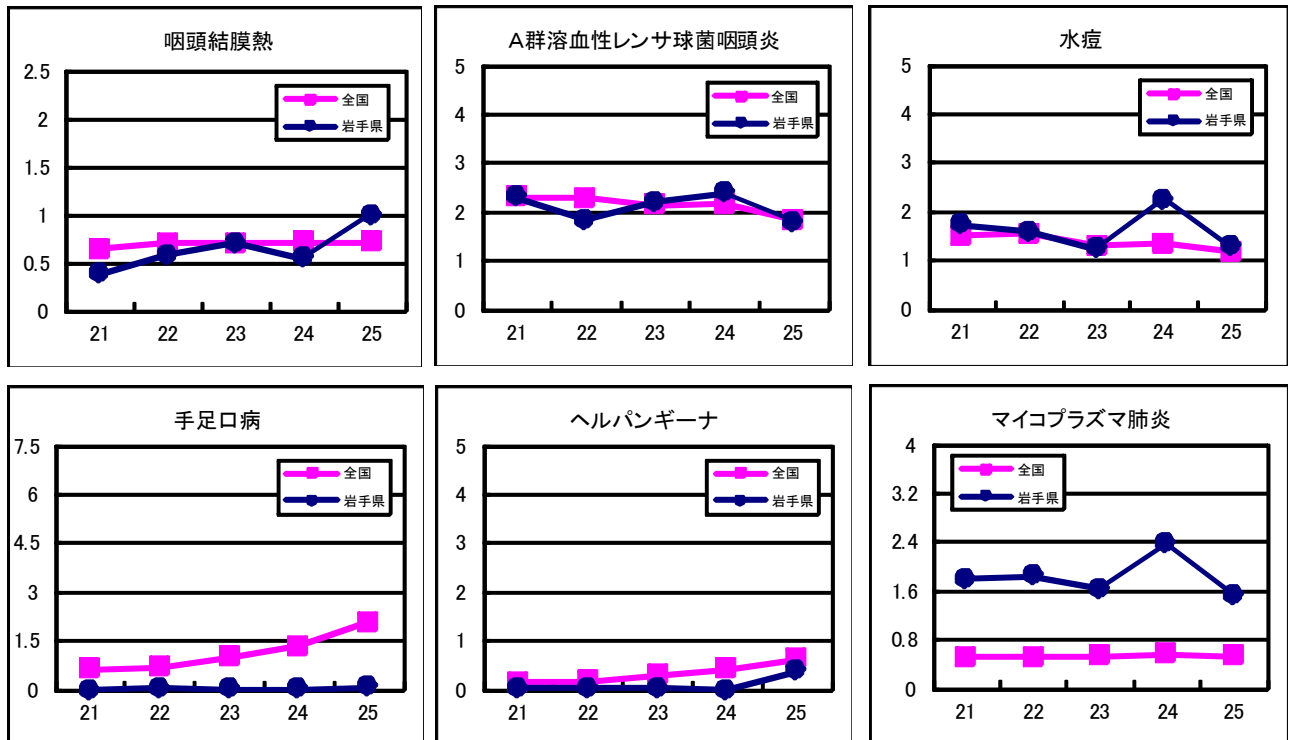 咽頭結膜熱
2.5
2
1.5
1
0.5
0
全国
岩手県
21 22 23 24 25
A群溶血性レンサ球菌咽頭炎
5
4
3
2
1
0
全国
岩手県
21 22 23 24 25
水痘
5
4
3
2
1
0
全国
岩手県
21 22 23 24 25
手足口病
7.5
6
4.5
3
1.5
0
全国
岩手県
21 22 23 24 25
ヘルパンギーナ
5
4
3
2
1
0
全国
岩手県
21 22 23 24 25
マイコプラズマ肺炎
4
3.2
2.4
1.6
0.8
0
全国
岩手県
21 22 23 24 25